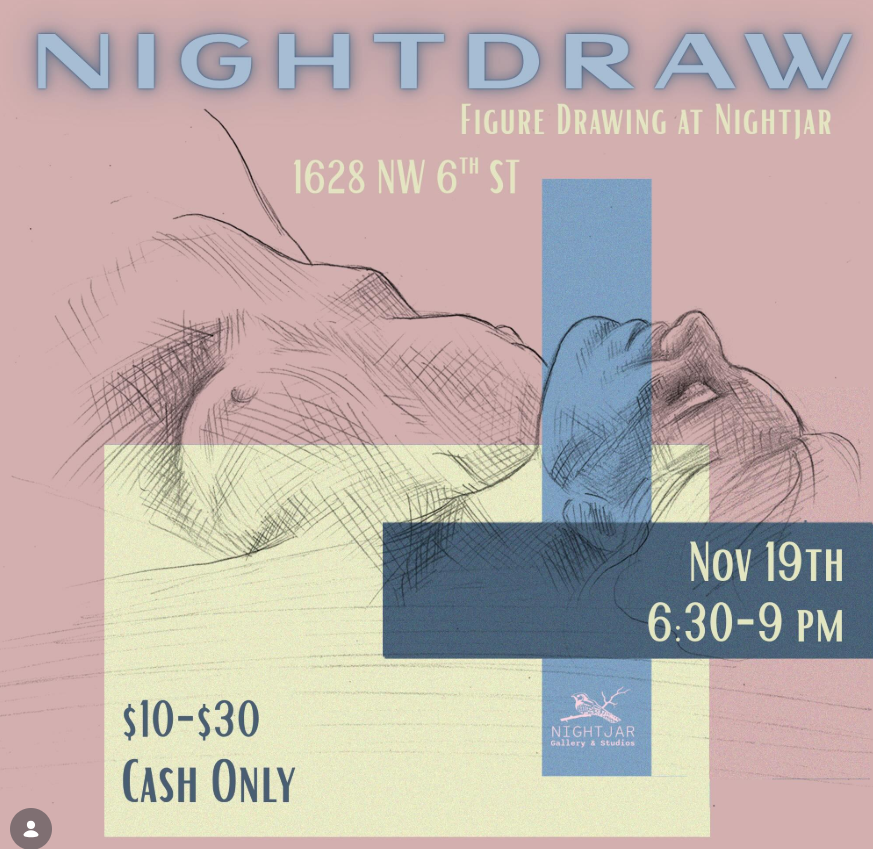 NIGHTDRAW
Figure Drawing at Nightjar
1628 NW 6TH ST
Nov 19th
6:30-9 PM
$10-$30
Cash Only
NIGHTJAR
Gallery & Studios